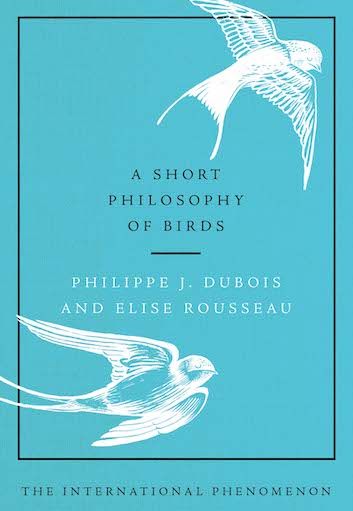 A SHORT
PHILOSOPHY
OF BIRDS
PHILIPPE J. DUBOIS
AND ELISE ROUSSEAU
THE INTERNATIONAL PHENOMENON